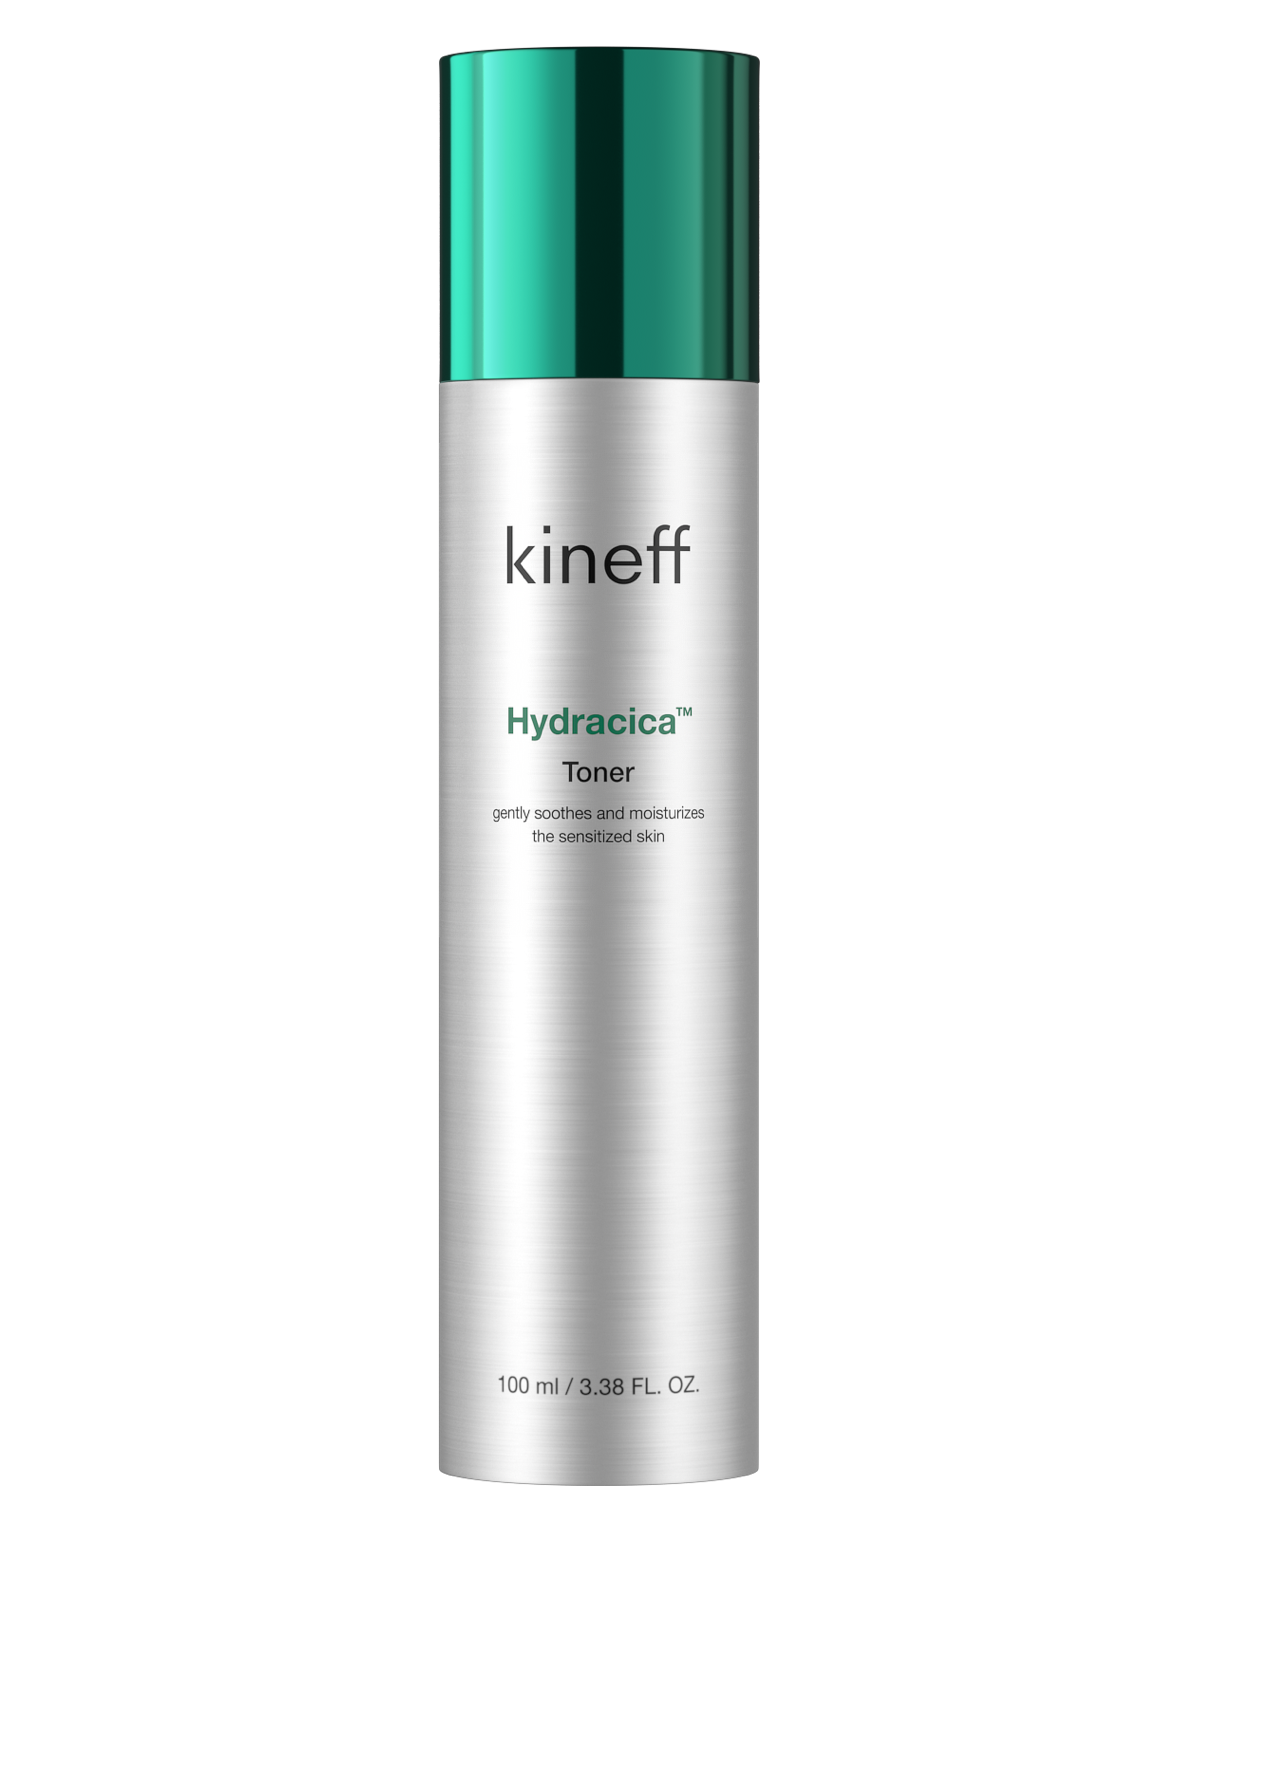 kineff
Hydracica™
Toner
gently soothes and moisturizes
the sensitized skin
100 ml / 3.38 FL. OZ.